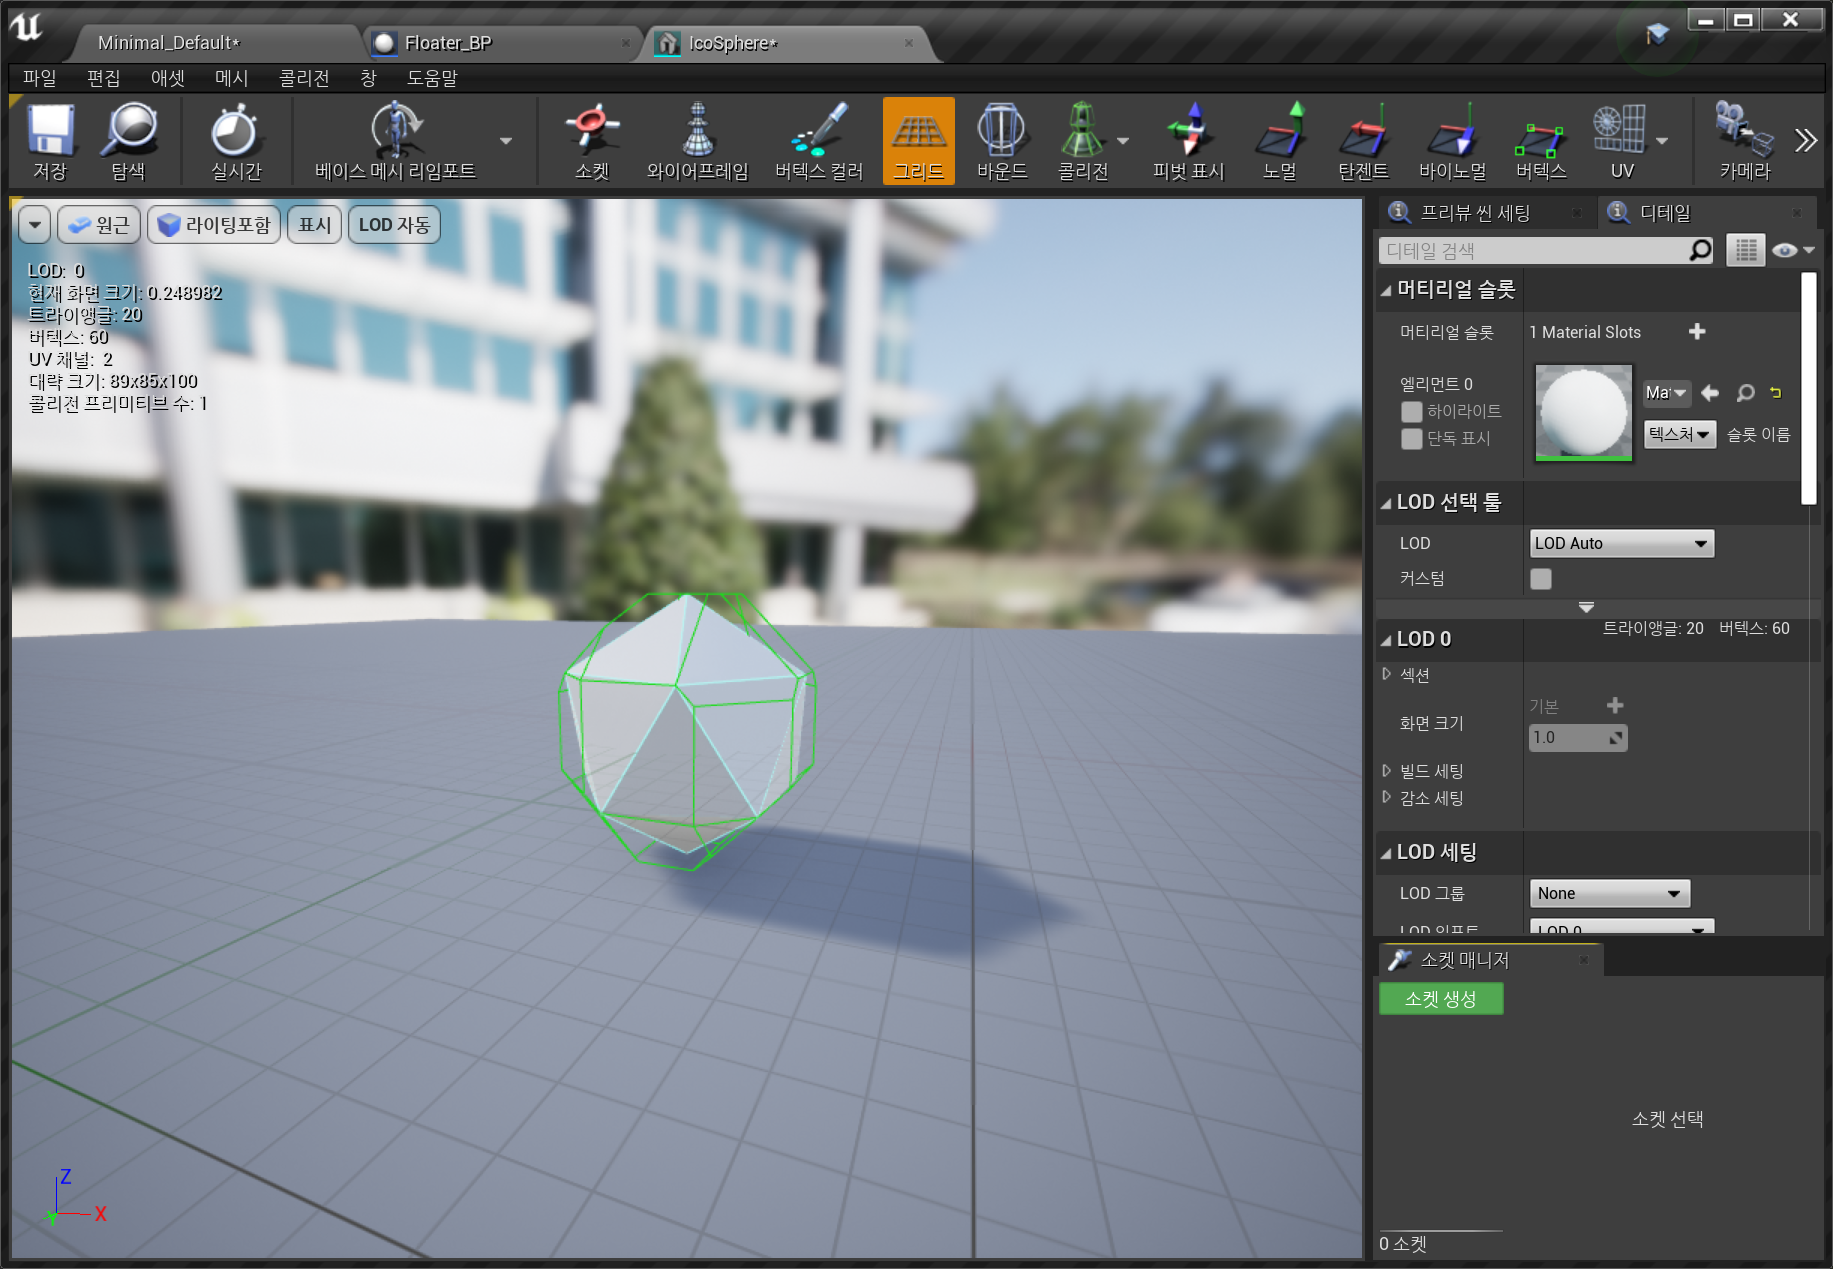 Minimal_Default*
Floater_BP
IcoSphere*
파일 편집 애셋 메시 콜리전 창 도움말
저장 탐색 실시간 베이스 메시 리임포트 소켓 와이어프레임 버텍스 컬러 그리드 바운드 콜리전 피벗 표시 노멀 탄젠트 바이노멀 버텍스 UV 카메라
원근 라이팅포함 표시 LOD 자동
LOD: 0
현재 화면 크기: 0.248982
트라이앵글: 20
버텍스: 60
UV 채널: 2
대략 크기: 89x85x100
콜리전 프리미티브 수: 1
Z
X
Y
프리뷰 씬 세팅
디테일
디테일 검색
머티리얼 슬롯
머티리얼 슬롯 1 Material Slots
엘리먼트 0
하이라이트
단독 표시
Ma
텍스처 슬롯 이름
LOD 선택 툴
LOD LOD Auto
커스텀
LOD 0 트라이앵글: 20 버텍스: 60
섹션
기본
화면 크기
1.0
빌드 세팅
감소 세팅
LOD 세팅
LOD 그룹 None
LOD 임포트 LOD 0
소켓 매니저
소켓 생성
소켓 선택
0 소켓